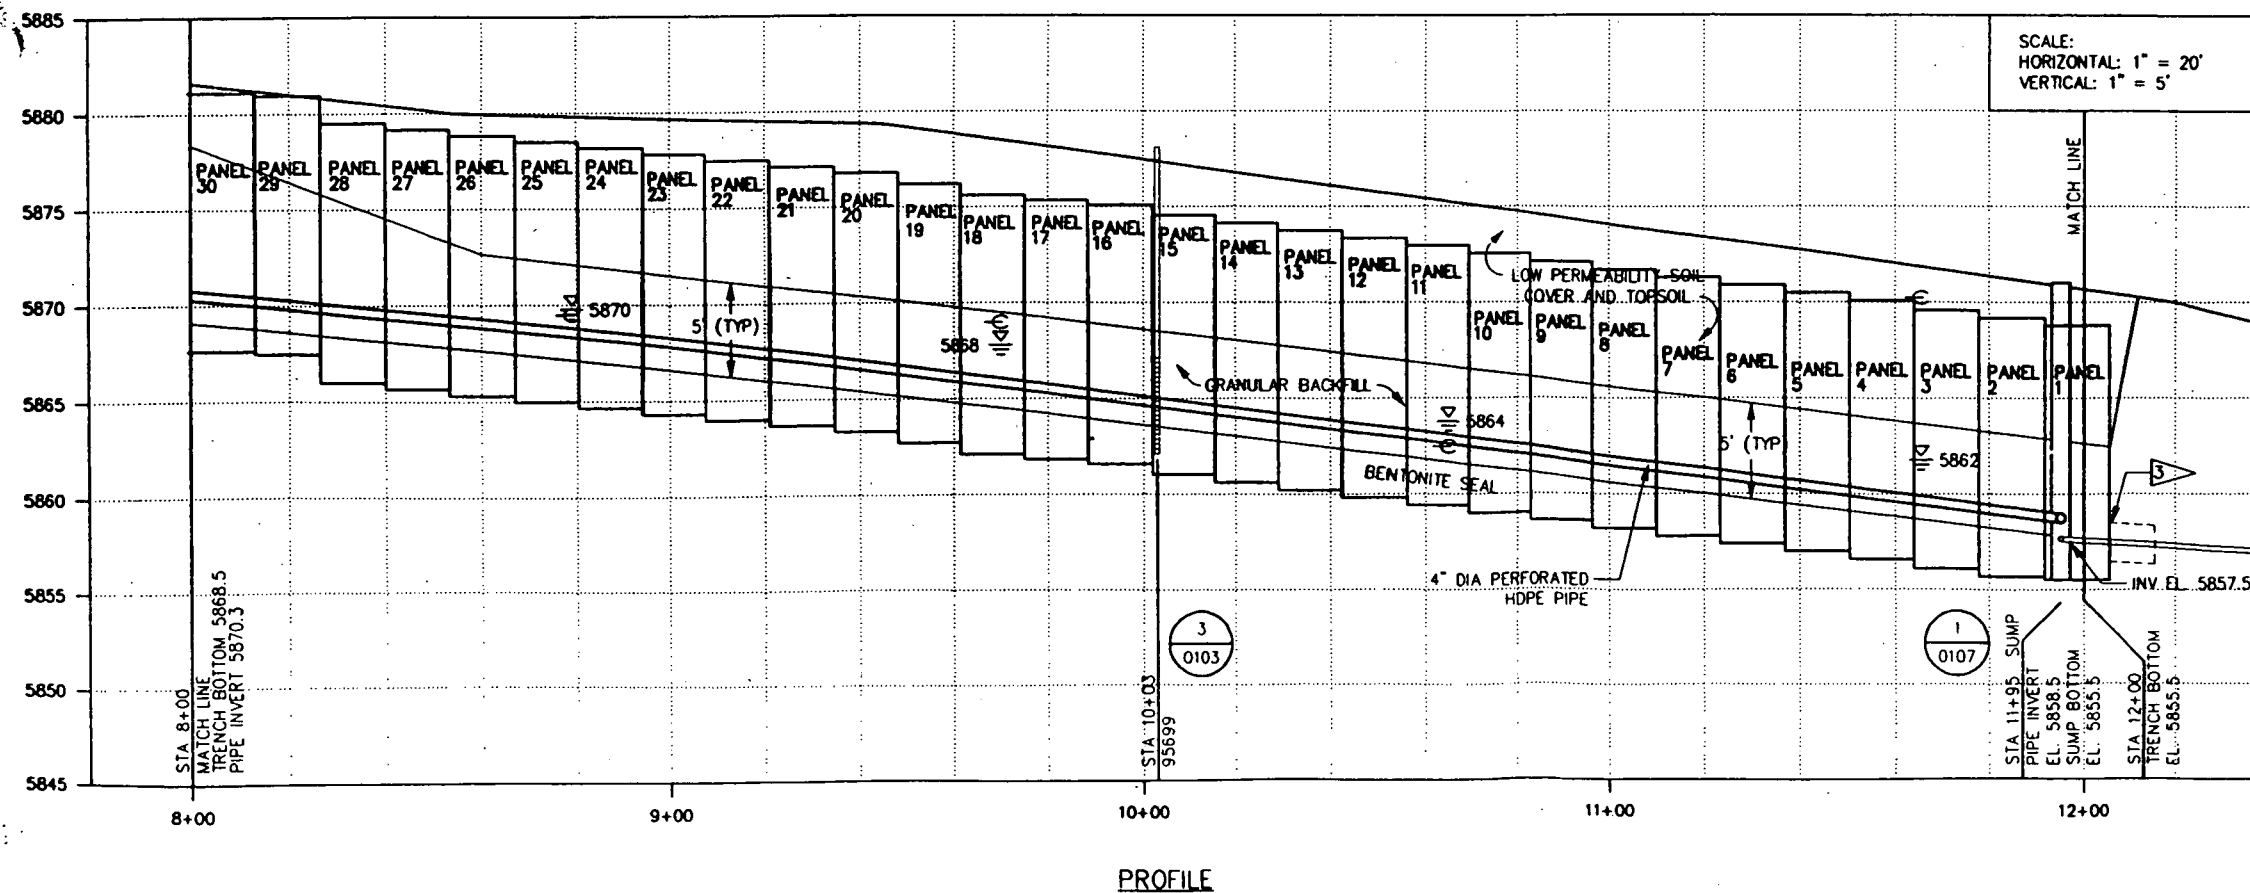 5885
5880
5875
5870
5865
5860
5855
5850
5845
SCALE:
HORIZONTAL: 1" = 20'
VERTICAL: 1" = 5'
MATCH LINE
PANEL
30
PANEL
29
PANEL
28
PANEL
27
PANEL
26
PANEL
25
PANEL
24
PANEL
23
PANEL
22
PANEL
21
PANEL
20
PANEL
19
PANEL
18
PANEL
17
PANEL
16
PANEL
15
PANEL
14
PANEL
13
PANEL
12
PANEL
11
PANEL
10
PANEL
9
PANEL
8
PANEL
7
PANEL
6
PANEL
5
PANEL
4
PANEL
3
PANEL
2
PANEL
1
LOW PERMEABILITY SOIL
COVER AND TOPSOIL
5870
5' (TYP)
5868
GRANULAR BACKFILL
5864
5' (TYP)
5862
BENTONITE SEAL
3
4" DIA PERFORATED
HDPE PIPE
INV EL. 5857.5
3
0103
1
0107
STA 8+00
MATCH LINE
TRENCH BOTTOM 5868.5
PIPE INVERT 5870.3
STA 10+03
95699
STA 11+95 SUMP
PIPE INVERT
EL. 5858.5
SUMP BOTTOM
EL. 5855.5
STA 12+00
TRENCH BOTTOM
EL. 5855.5
8+00
9+00
10+00
11+00
12+00
PROFILE